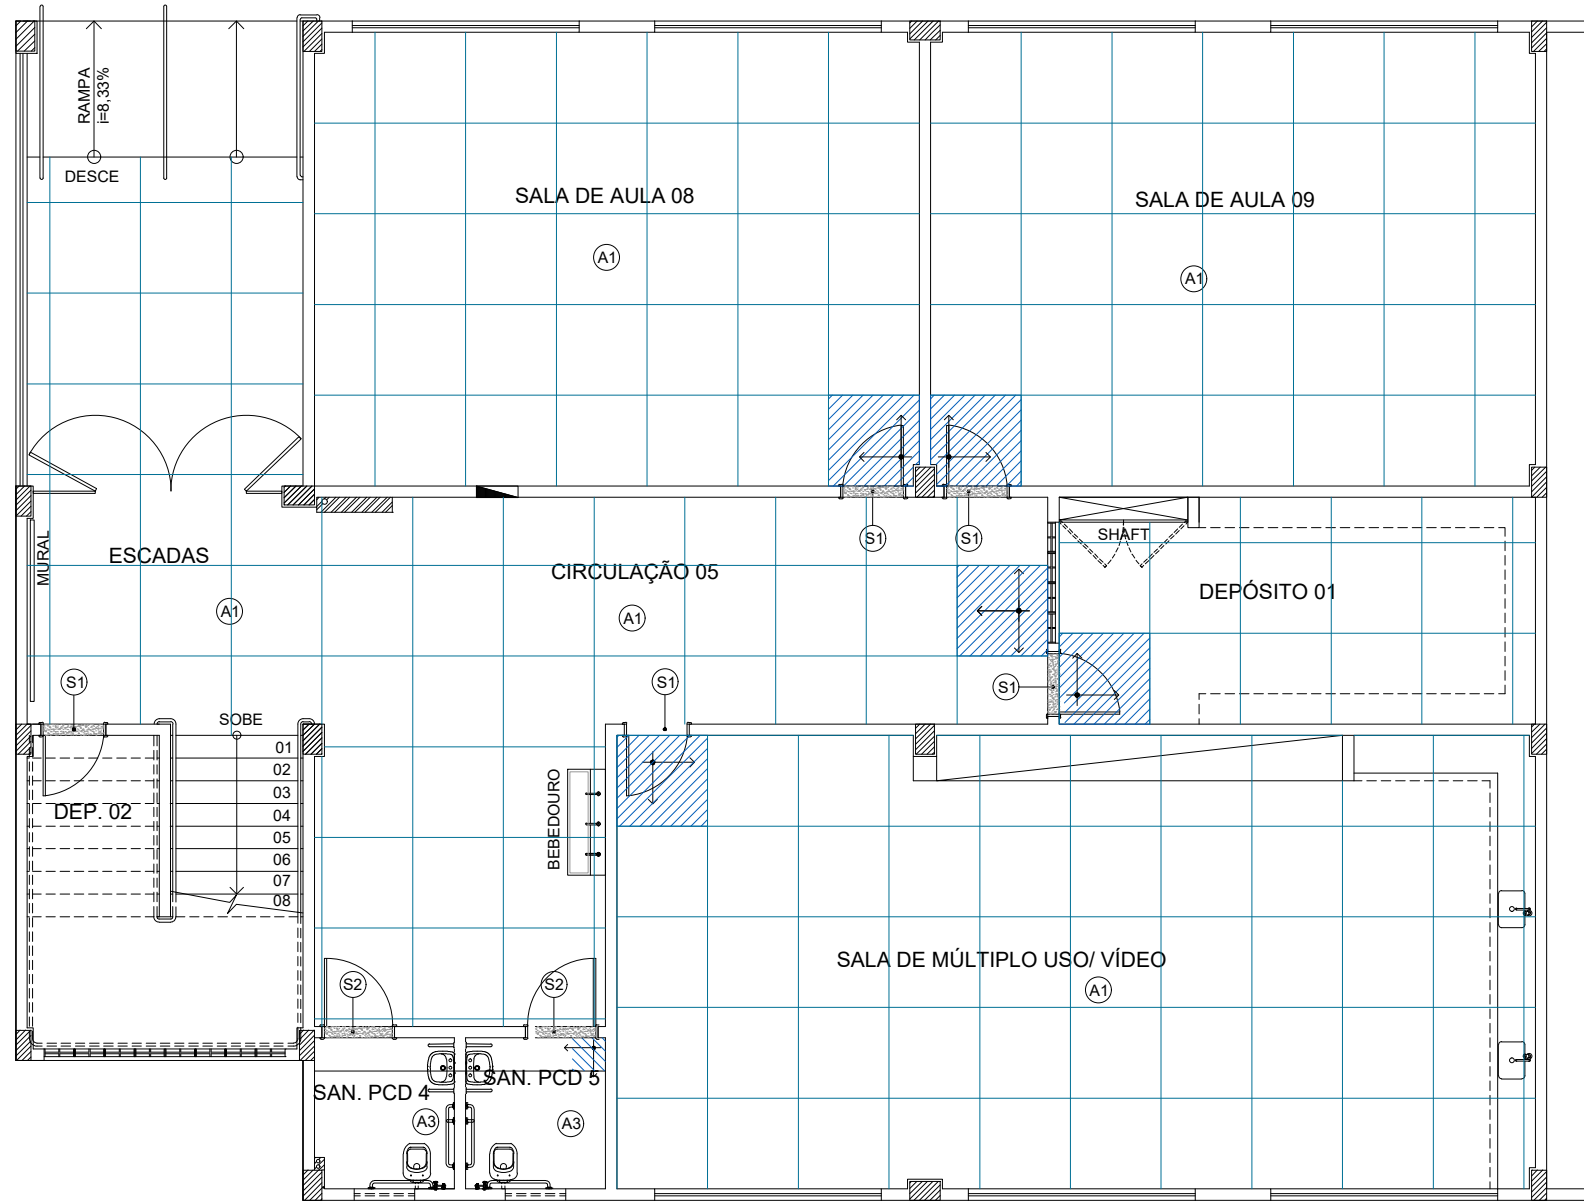 RAMPA
i=8,33%
DESCE
SALA DE AULA 08
A1
SALA DE AULA 09
A1
MURAL
ESCADAS
A1
CIRCULAÇÃO 05
A1
S1
S1
SHAFT
DEPÓSITO 01
S1
S1
S1
SOBE
01
02
03
04
05
06
07
08
DEP. 02
BEBEDOURO
SALA DE MÚLTIPLO USO/ VÍDEO
A1
S2
S2
SAN. PCD 4
A3
SAN. PCD 5
A3